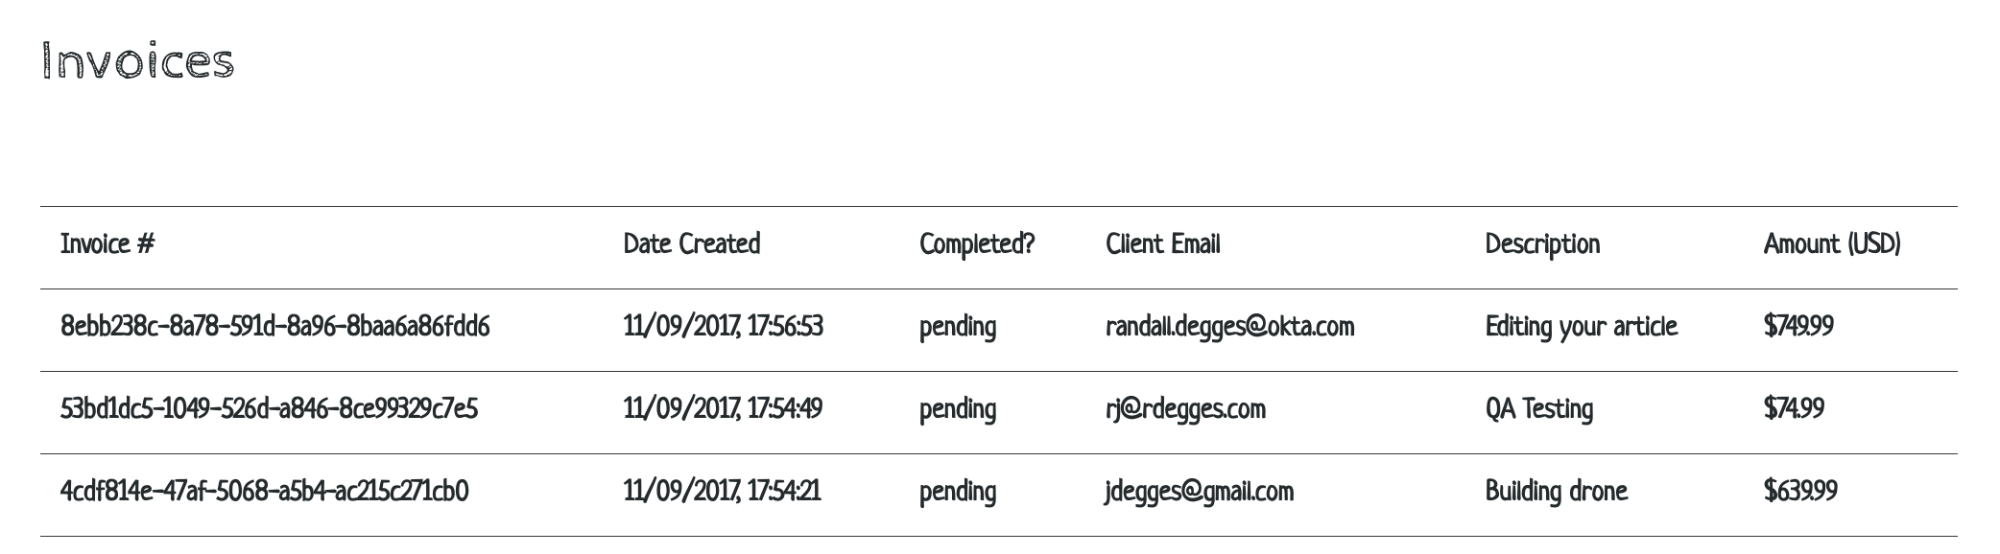 Invoices
Invoice # Date Created Completed? Client Email Description Amount (USD)
8ebb238c-8a78-591d-8a96-8baa6a86fdd6 11/09/2017, 17:56:53 pending randall.degges@okta.com Editing your article $749.99
53bd1dc5-1049-526d-a846-8ce99329c7e5 11/09/2017, 17:54:49 pending rj@rdegges.com QA Testing $74.99
4cdf814e-47af-5068-a5b4-ac215c271cb0 11/09/2017, 17:54:21 pending jdegges@gmail.com Building drone $639.99